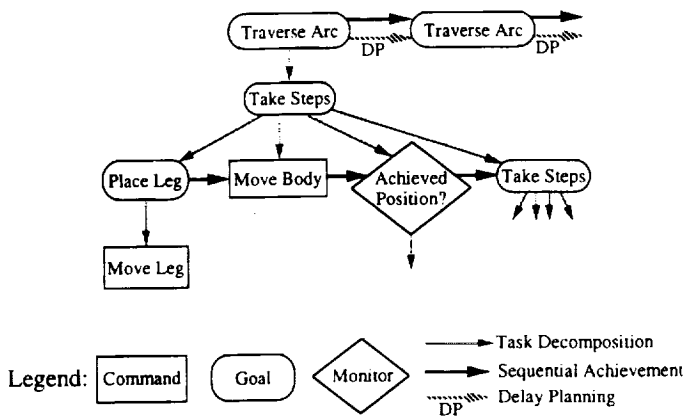 Traverse Arc
Traverse Arc
DP
DP
Take Steps
Place Leg
Move Body
Achieved
Position?
Take Steps
Move Leg
Legend:
Command
Goal
Monitor
Task Decomposition
Sequential Achievement
DP
Delay Planning